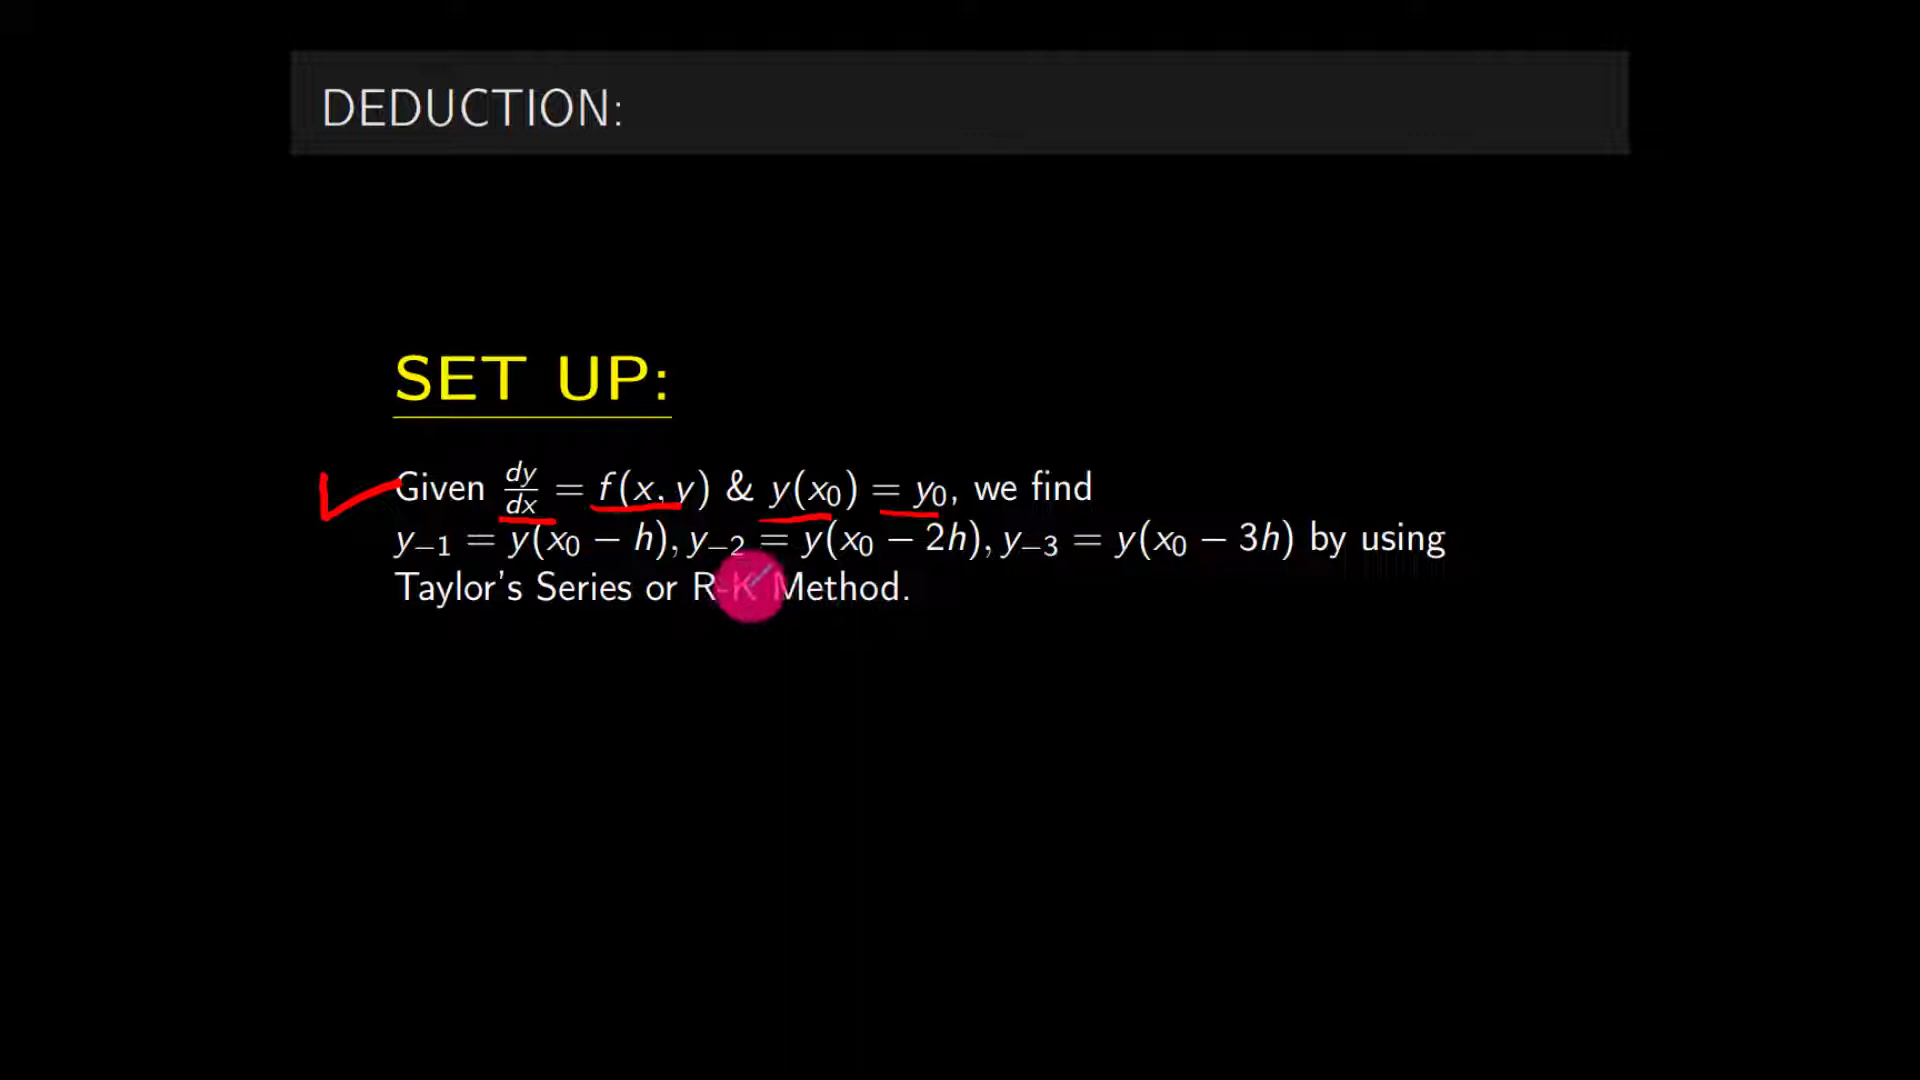 DEDUCTION:
SET UP:
Given dy/dx = f(x, y) & y(x₀) = y₀, we find
y₋₁ = y(x₀ − h), y₋₂ = y(x₀ − 2h), y₋₃ = y(x₀ − 3h) by using
Taylor's Series or R-K Method.